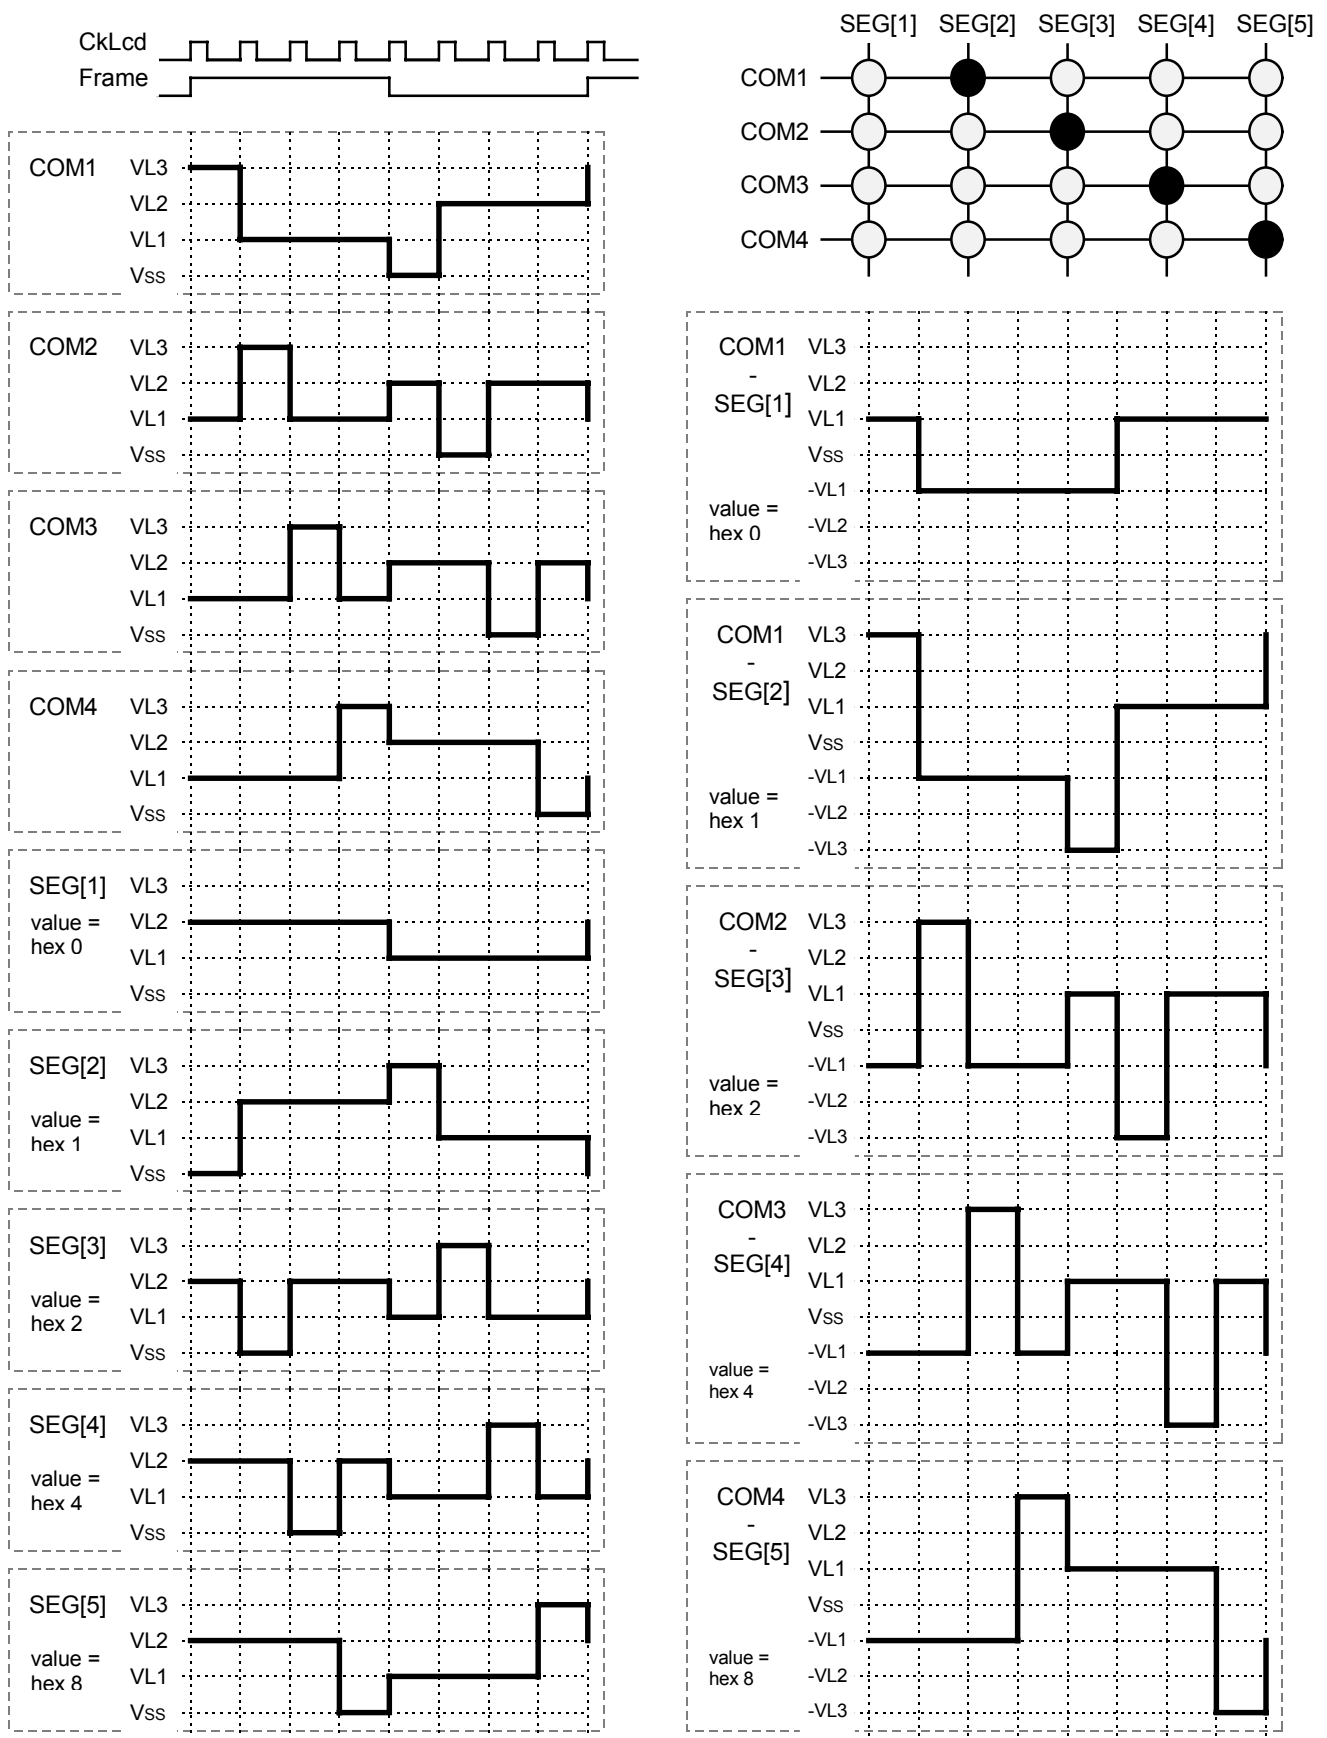 CkLcd
Frame
COM1 VL3
VL2
VL1
Vss
COM2 VL3
VL2
VL1
Vss
COM3 VL3
VL2
VL1
Vss
COM4 VL3
VL2
VL1
Vss
SEG[1] VL3
value = VL2
hex 0
VL1
Vss
SEG[2] VL3
VL2
value =
hex 1 VL1
Vss
SEG[3] VL3
VL2
value =
hex 2 VL1
Vss
SEG[4] VL3
VL2
value =
hex 4 VL1
Vss
SEG[5] VL3
VL2
value =
hex 8 VL1
Vss
SEG[1] SEG[2] SEG[3] SEG[4] SEG[5]
COM1
COM2
COM3
COM4
COM1 VL3
- VL2
SEG[1] VL1
Vss
-VL1
value =
hex 0 -VL2
-VL3
COM1 VL3
- VL2
SEG[2] VL1
Vss
-VL1
value =
hex 1 -VL2
-VL3
COM2 VL3
- VL2
SEG[3] VL1
Vss
-VL1
value =
hex 2 -VL2
-VL3
COM3 VL3
- VL2
SEG[4] VL1
Vss
-VL1
value =
hex 4 -VL2
-VL3
COM4 VL3
- VL2
SEG[5] VL1
Vss
-VL1
value =
hex 8 -VL2
-VL3